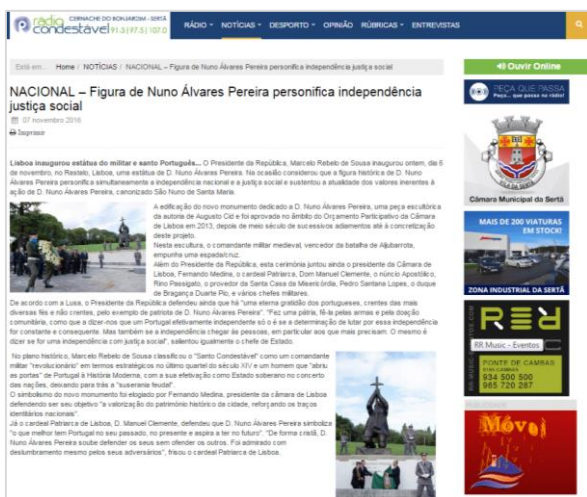 CERNACHE DO BONJARDIM - SERTÃ
rádio condestável 91.3 | 97.5 | 107.0
RÁDIO NOTÍCIAS DESPORTO OPINIÃO RÚBRICAS ENTREVISTAS
Está em... Home / NOTÍCIAS / NACIONAL – Figura de Nuno Álvares Pereira personifica independência e justiça social
NACIONAL – Figura de Nuno Álvares Pereira personifica independência
justiça social
07 novembro 2016
Imprimir
Lisboa inaugurou estátua do militar e santo Português... O Presidente da República, Marcelo Rebelo de Sousa inaugurou ontem, dia 6
de novembro, no Restelo, Lisboa, uma estátua de D. Nuno Álvares Pereira. Na ocasião considerou que a figura histórica de D. Nuno
Álvares Pereira personifica simultaneamente a independência nacional e a justiça social e sustentou a atualidade dos valores inerentes à
ação de D. Nuno Álvares Pereira, canonizado São Nuno de Santa Maria.
A edificação do novo monumento dedicado a D. Nuno Álvares Pereira, uma peça escultórica
da autoria de Augusto Cid e foi aprovada no âmbito do Orçamento Participativo da Câmara
de Lisboa em 2013, depois de meio século de sucessivos adiamentos até à concretização
deste projeto.
Nesta escultura, o comandante militar medieval, vencedor da batalha de Aljubarrota,
empunha uma espada/cruz.
Além do Presidente da República, esta cerimónia juntou ainda o presidente da Câmara de
Lisboa, Fernando Medina, o cardeal Patriarca, Dom Manuel Clemente, o núncio Apostólico,
Rino Passigato, o provedor da Santa Casa da Misericórdia, Pedro Santana Lopes, o duque
de Bragança Duarte Pio, e vários chefes militares.
De acordo com a Lusa, o Presidente da República defendeu ainda que há "uma eterna gratidão dos portugueses, crentes das mais
diversas fés e não crentes, pelo exemplo de patriota de D. Nuno Álvares Pereira". "Fez uma pátria, fê-la pelas armas e pela doação
comunitária, como que a dizer-nos que um Portugal efetivamente independente só o é se a determinação de lutar por essa independência
for constante e consequente. Mas também se a independência chegar às pessoas, em particular aos que mais precisam. O mesmo é
dizer se for uma independência com justiça social", salientou igualmente o chefe de Estado.
No plano histórico, Marcelo Rebelo de Sousa classificou o "Santo Condestável" como um comandante
militar "revolucionário" em termos estratégicos no último quartel do século XIV e um homem que "abriu
as portas" de Portugal à História Moderna, com a sua efetivação como Estado soberano no concerto
das nações, deixando para trás a "suserania feudal".
O simbolismo do novo monumento foi elogiado por Fernando Medina, presidente da câmara de Lisboa
defendendo ser seu objetivo "a valorização do património histórico da cidade, reforçando os traços
identitários nacionais".
Já o cardeal Patriarca de Lisboa, D. Manuel Clemente, defendeu que D. Nuno Álvares Pereira simboliza
"o que melhor tem Portugal no seu passado, no presente e aspira a ter no futuro". "De forma cristã, D.
Nuno Álvares Pereira soube defender os seus sem ofender os outros. Foi admirado com
deslumbramento mesmo pelos seus adversários", frisou o cardeal Patriarca de Lisboa.
Ouvir Online
PEÇA QUE PASSA
Peça... que passa na rádio!
VILA DA SERTÃ
Câmara Municipal da Sertã
MAIS DE 200 VIATURAS
EM STOCK!
ZONA INDUSTRIAL DA SERTÃ
RED
RR Music - Eventos
PONTE DE CAMBAS
934 500 500
965 720 287
Móvoi